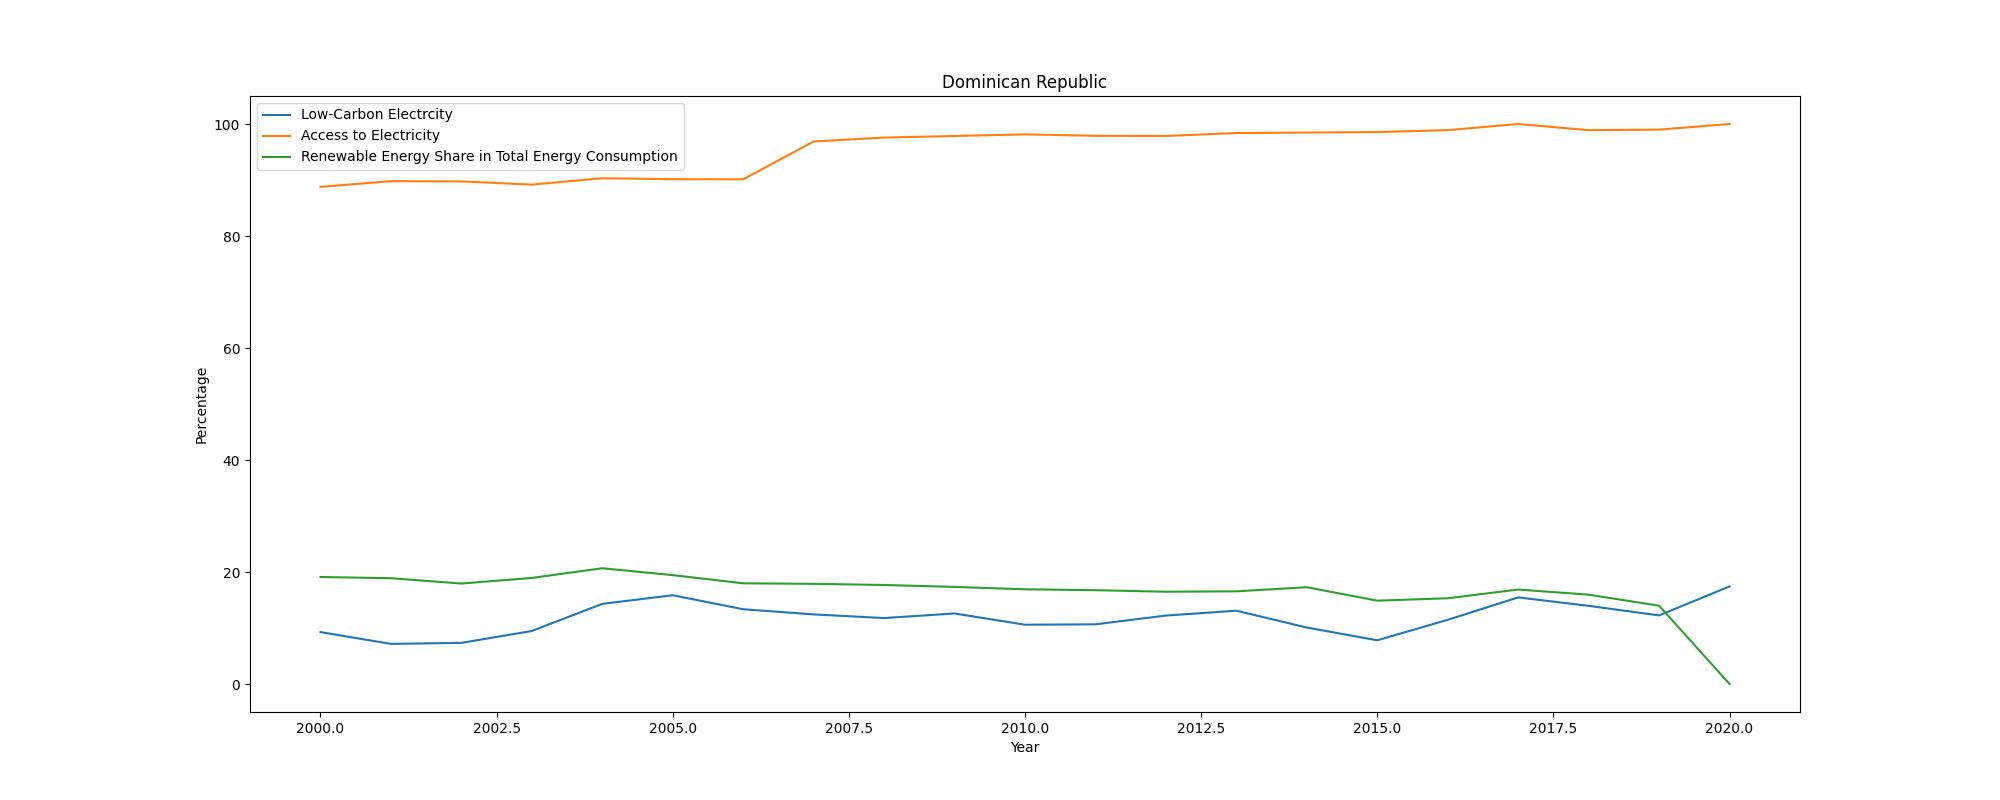 Dominican Republic
Low-Carbon Electrcity
Access to Electricity
Renewable Energy Share in Total Energy Consumption
Percentage
100
80
60
40
20
0
2000.0 2002.5 2005.0 2007.5 2010.0 2012.5 2015.0 2017.5 2020.0
Year